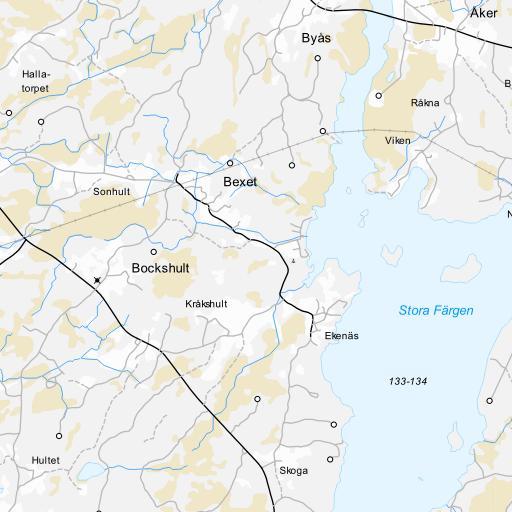 Åker
Byås
Halla-
torpet
Råkna
Viken
Sonhult
Bexet
Bockshult
Kråkshult
Stora Färgen
Ekenäs
133-134
Hultet
Skoga